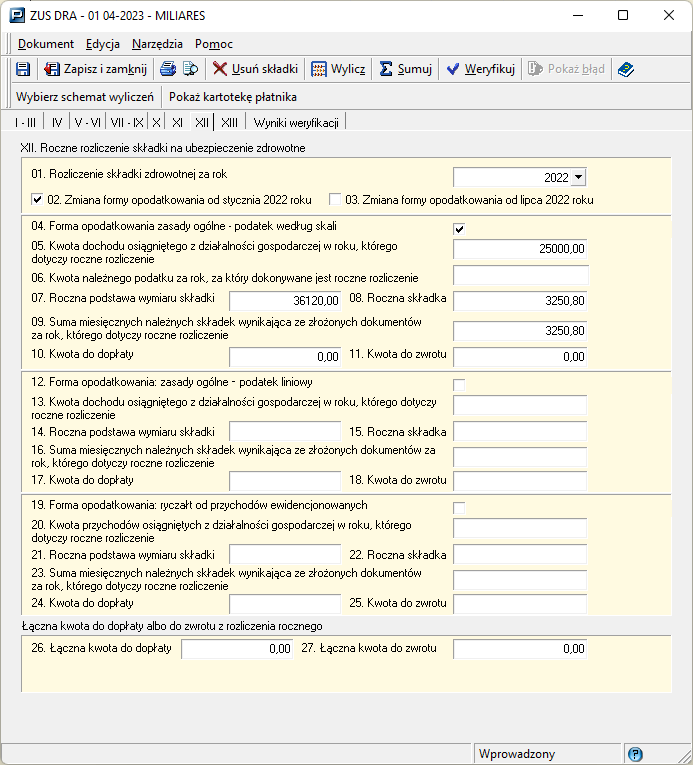 ZUS DRA - 01 04-2023 - MILIARES
Dokument Edycja Narzędzia Pomoc
Zapisz i zamknij Usuń składki Wylicz Sumuj Weryfikuj Pokaż błąd
Wybierz schemat wyliczeń Pokaż kartotekę płatnika
I - III IV V - VI VII - IX X XI XII XIII Wyniki weryfikacji
XII. Roczne rozliczenie składki na ubezpieczenie zdrowotne
01. Rozliczenie składki zdrowotnej za rok 2022
02. Zmiana formy opodatkowania od stycznia 2022 roku 03. Zmiana formy opodatkowania od lipca 2022 roku
04. Forma opodatkowania zasady ogólne - podatek według skali
05. Kwota dochodu osiągniętego z działalności gospodarczej w roku, którego
dotyczy roczne rozliczenie 25000,00
06. Kwota należnego podatku za rok, za który dokonywane jest roczne rozliczenie
07. Roczna podstawa wymiaru składki 36120,00 08. Roczna składka 3250,80
09. Suma miesięcznych należnych składek wynikająca ze złożonych dokumentów
za rok, którego dotyczy roczne rozliczenie 3250,80
10. Kwota do dopłaty 0,00 11. Kwota do zwrotu 0,00
12. Forma opodatkowania: zasady ogólne - podatek liniowy
13. Kwota dochodu osiągniętego z działalności gospodarczej w roku, którego dotyczy
roczne rozliczenie
14. Roczna podstawa wymiaru składki 15. Roczna składka
16. Suma miesięcznych należnych składek wynikająca ze złożonych dokumentów za
rok, którego dotyczy roczne rozliczenie
17. Kwota do dopłaty 18. Kwota do zwrotu
19. Forma opodatkowania: ryczałt od przychodów ewidencjonowanych
20. Kwota przychodów osiągniętych z działalności gospodarczej w roku, którego
dotyczy roczne rozliczenie
21. Roczna podstawa wymiaru składki 22. Roczna składka
23. Suma miesięcznych należnych składek wynikająca ze złożonych dokumentów
za rok, którego dotyczy roczne rozliczenie
24. Kwota do dopłaty 25. Kwota do zwrotu
Łączna kwota do dopłaty albo do zwrotu z rozliczenia rocznego
26. Łączna kwota do dopłaty 0,00 27. Łączna kwota do zwrotu 0,00
Wprowadzony